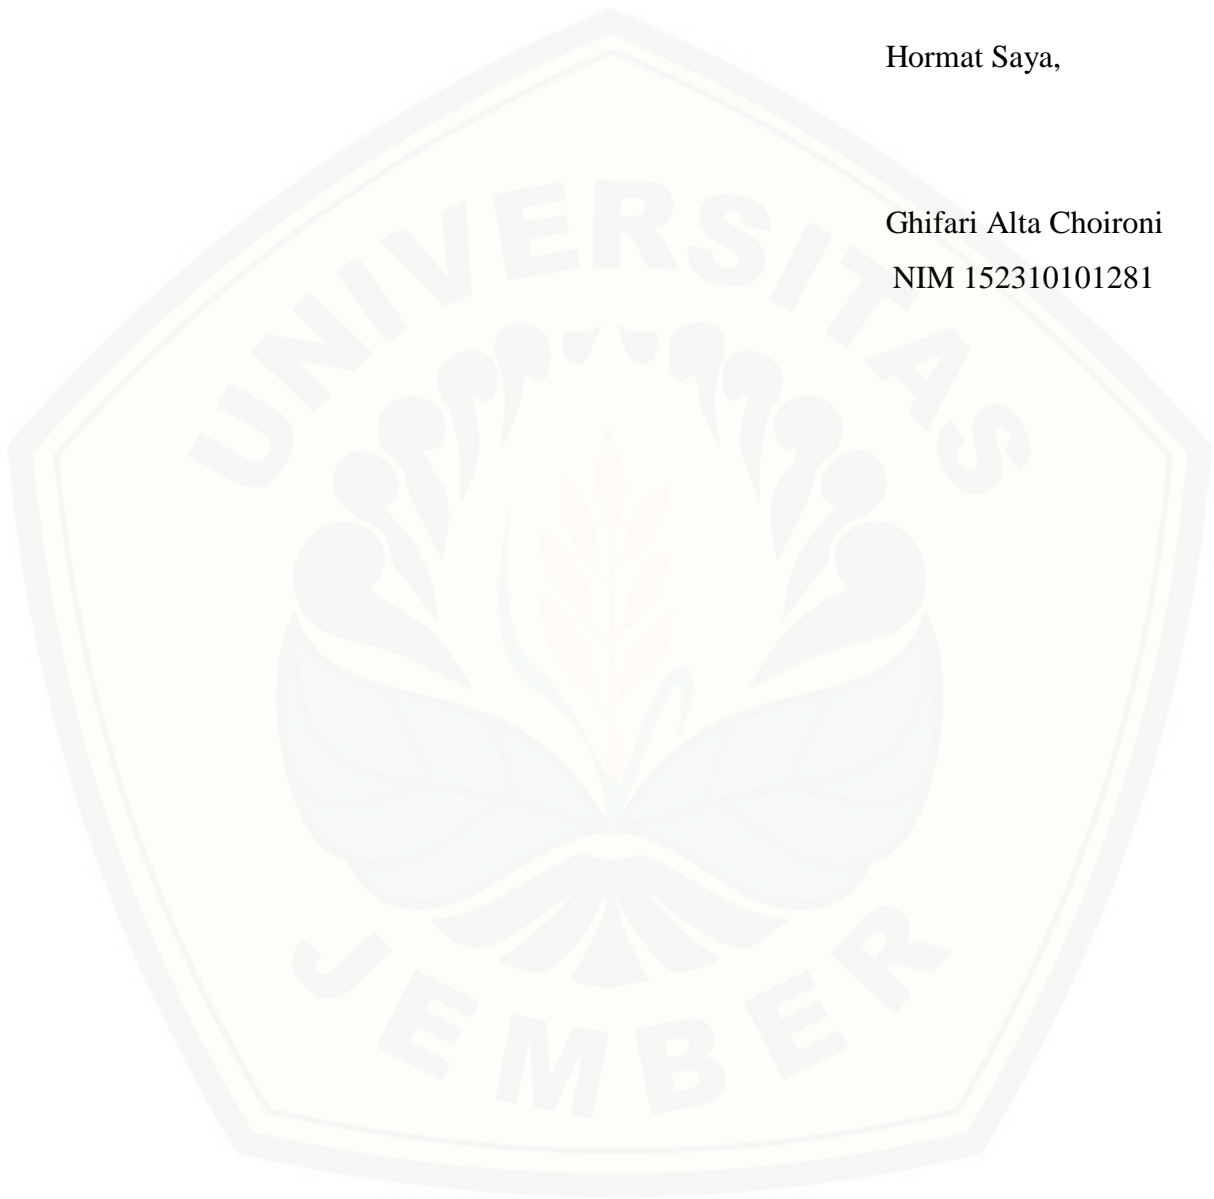 Hormat Saya,
Ghifari Alta Choironi
NIM 152310101281
UNIVERSITAS
JEMBER